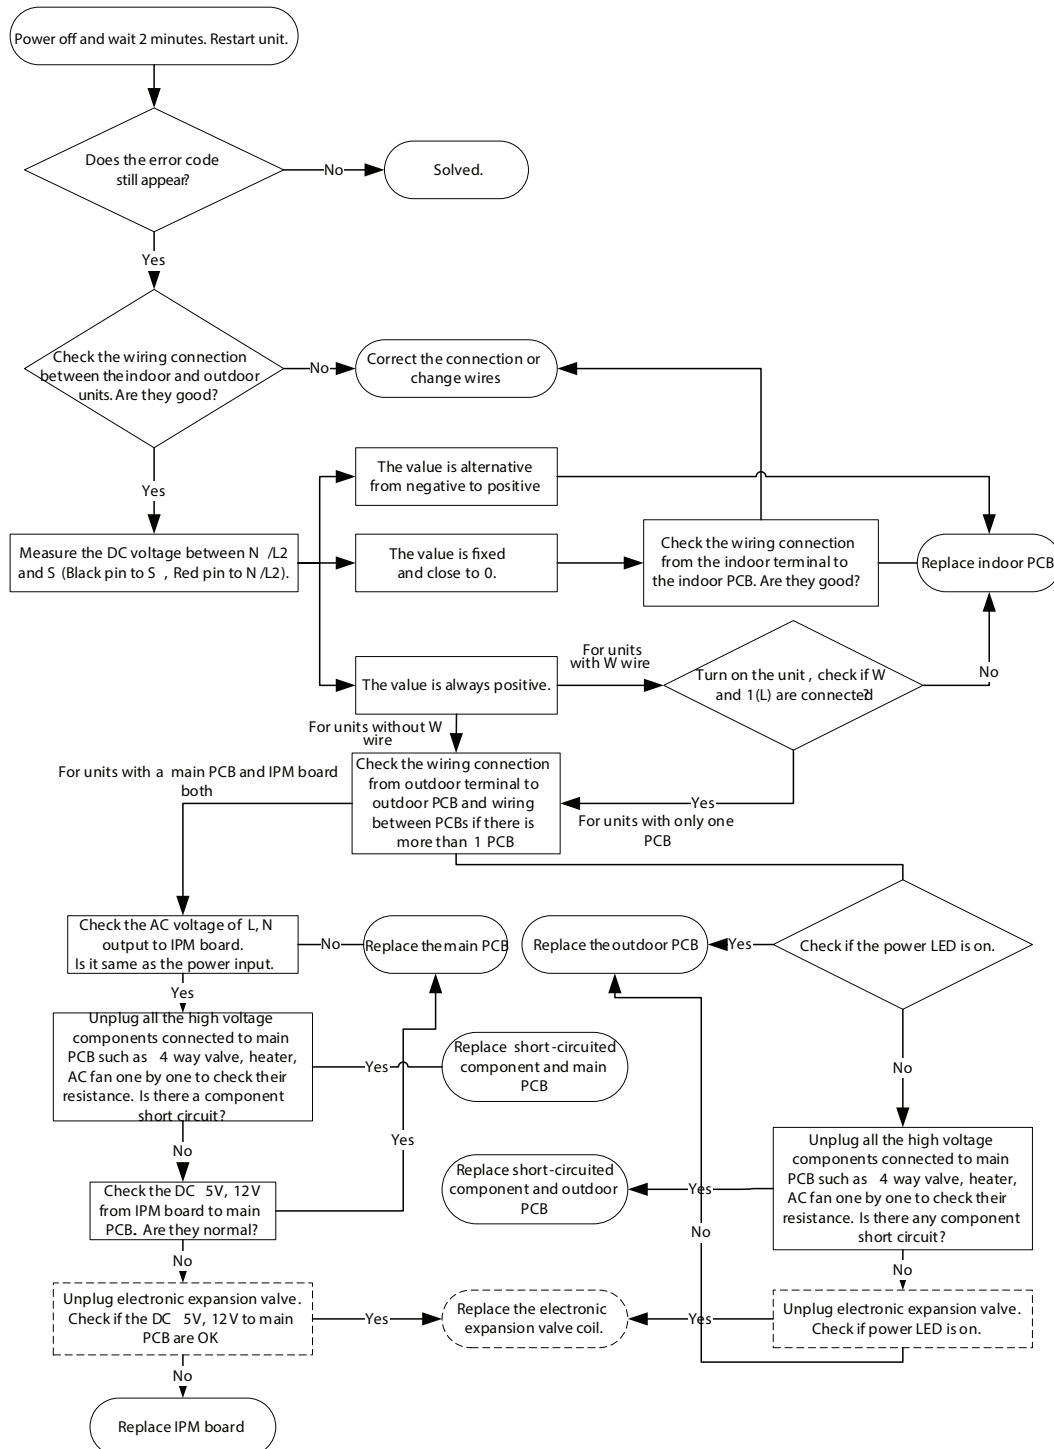 Power off and wait 2 minutes. Restart unit.
Does the error code
still appear?
No
Solved.
Yes
Check the wiring connection
between the indoor and outdoor
units. Are they good?
No
Correct the connection or
change wires
Yes
The value is alternative
from negative to positive
Measure the DC voltage between N /L2
and S (Black pin to S , Red pin to N /L2).
The value is fixed
and close to 0.
Check the wiring connection
from the indoor terminal to
the indoor PCB. Are they good?
Replace indoor PCB
The value is always positive.
For units
with W wire
Turn on the unit , check if W
and 1(L) are connected?
No
For units without W
wire
For units with a main PCB and IPM board
both
Check the wiring connection
from outdoor terminal to
outdoor PCB and wiring
between PCBs if there is
more than 1 PCB
Yes
For units with only one
PCB
Check the AC voltage of L, N
output to IPM board.
Is it same as the power input.
No
Replace the main PCB
Replace the outdoor PCB
Yes
Check if the power LED is on.
Yes
Unplug all the high voltage
components connected to main
PCB such as 4 way valve, heater,
AC fan one by one to check their
resistance. Is there a component
short circuit?
Yes
Replace short-circuited
component and main
PCB
No
No
Yes
Check the DC 5V, 12V
from IPM board to main
PCB. Are they normal?
Replace short-circuited
component and outdoor
PCB
Yes
Unplug all the high voltage
components connected to main
PCB such as 4 way valve, heater,
AC fan one by one to check their
resistance. Is there any component
short circuit?
No
No
No
Unplug electronic expansion valve.
Check if the DC 5V, 12V to main
PCB are OK
Yes
Replace the electronic
expansion valve coil.
Yes
Unplug electronic expansion valve.
Check if power LED is on.
No
Replace IPM board